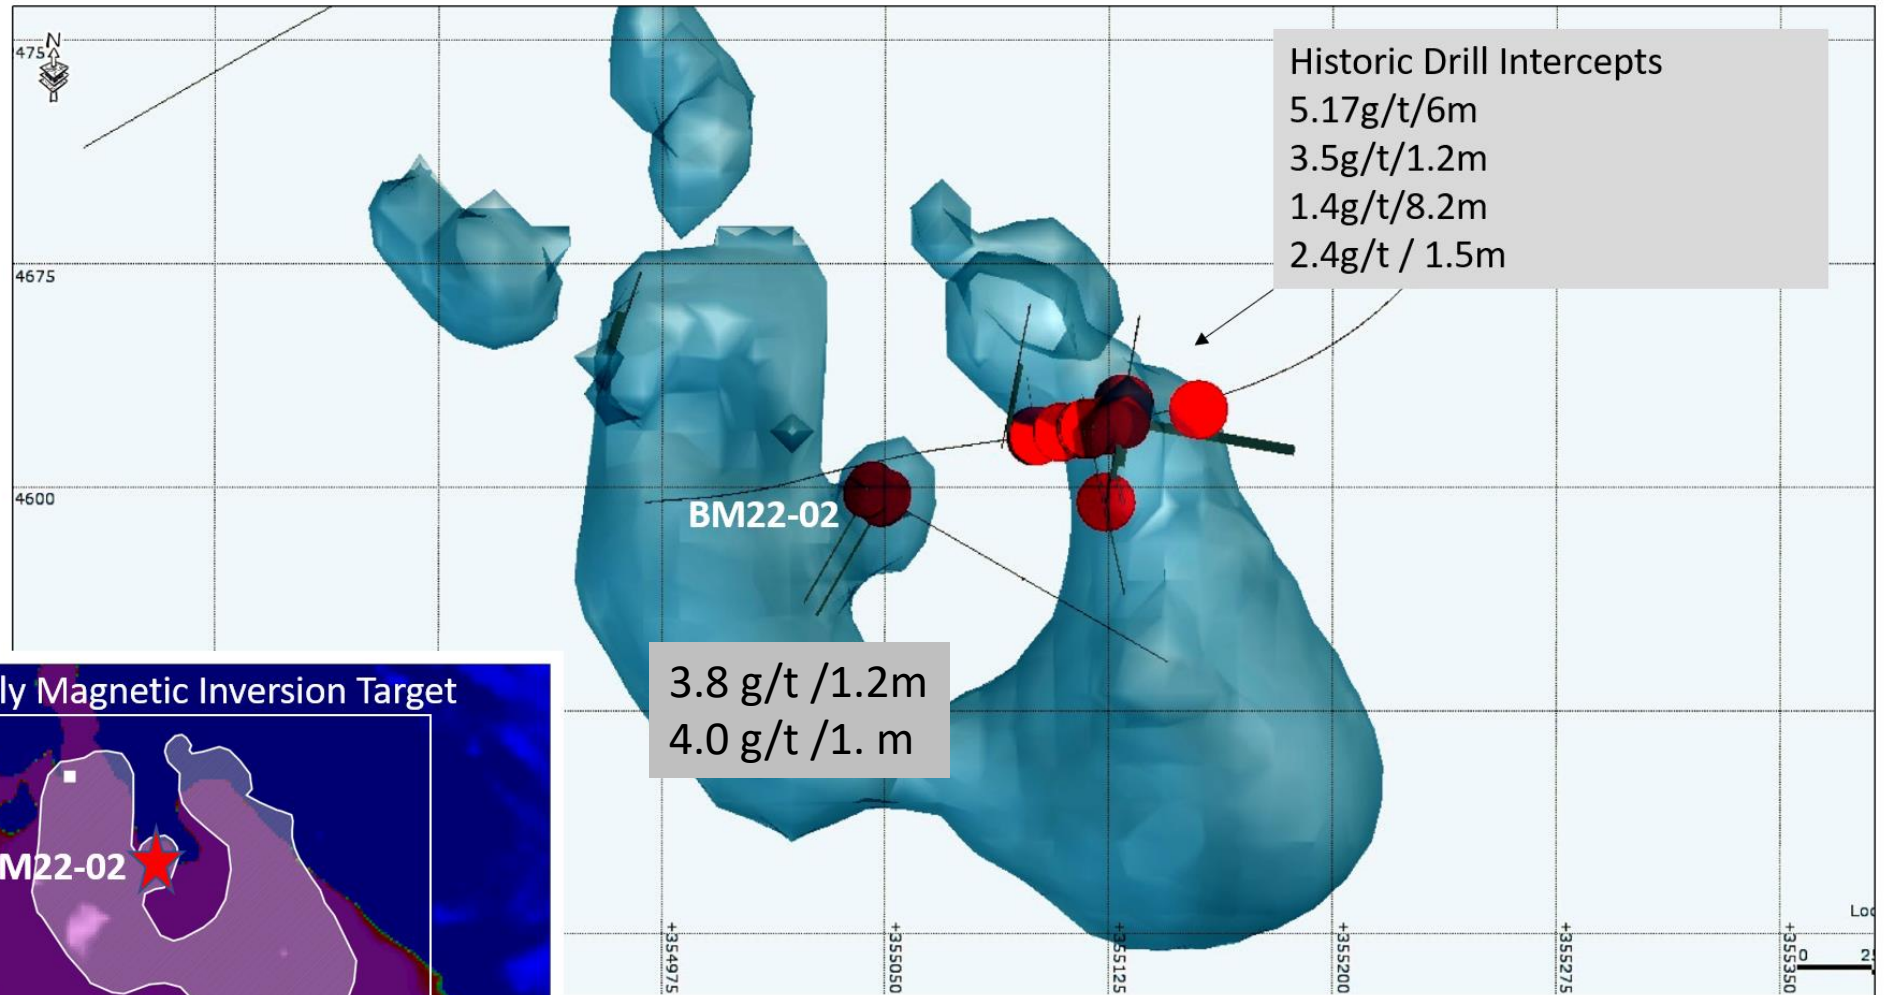 N
475
Historic Drill Intercepts
5.17g/t/6m
3.5g/t/1.2m
1.4g/t/8.2m
2.4g/t / 1.5m
4675
4600
BM22-02
3.8 g/t /1.2m
4.0 g/t /1. m
ly Magnetic Inversion Target
M22-02
+354975
+355050
+355125
+355200
+355275
+355350
Loc
0